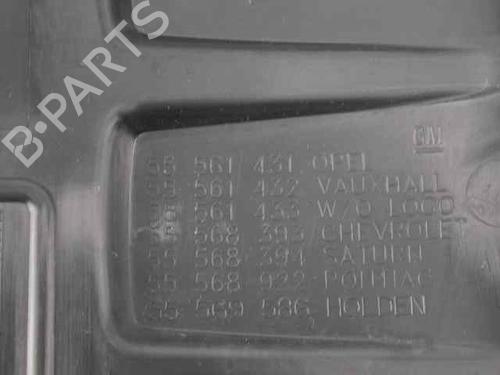 B-PARTS
GM
55 561 431 OPEL
55 561 432 VAUXHALL
55 561 433 W/O LOGO
55 568 393 CHEVROLET
55 568 394 SATURN
55 568 922 PONTIAC
55 569 586 HOLDEN